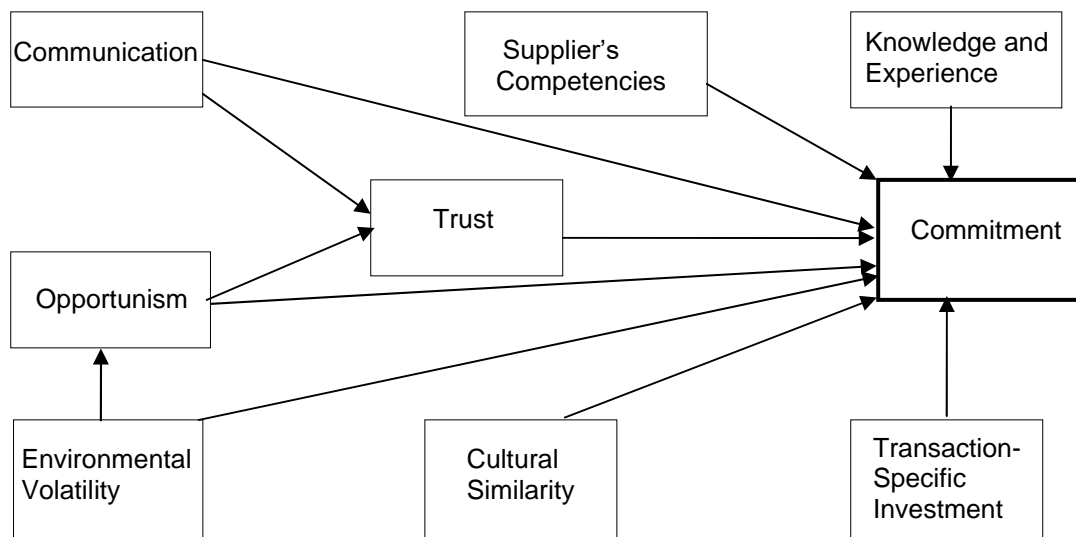 Communication
Supplier’s
Competencies
Knowledge and
Experience
Trust
Commitment
Opportunism
Environmental
Volatility
Cultural
Similarity
Transaction-
Specific
Investment